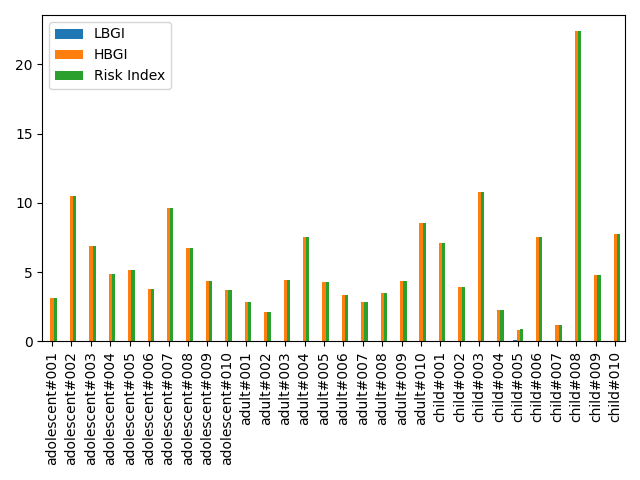 LBGI
HBGI
Risk Index
20
15
10
5
0
adolescent#001
adolescent#002
adolescent#003
adolescent#004
adolescent#005
adolescent#006
adolescent#007
adolescent#008
adolescent#009
adolescent#010
adult#001
adult#002
adult#003
adult#004
adult#005
adult#006
adult#007
adult#008
adult#009
adult#010
child#001
child#002
child#003
child#004
child#005
child#006
child#007
child#008
child#009
child#010